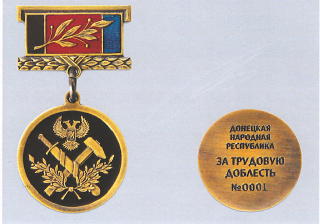 ДОНЕЦКАЯ
НАРОДНАЯ
РЕСПУБЛИКА
ЗА ТРУДОВУЮ
ДОБЛЕСТЬ
№0001